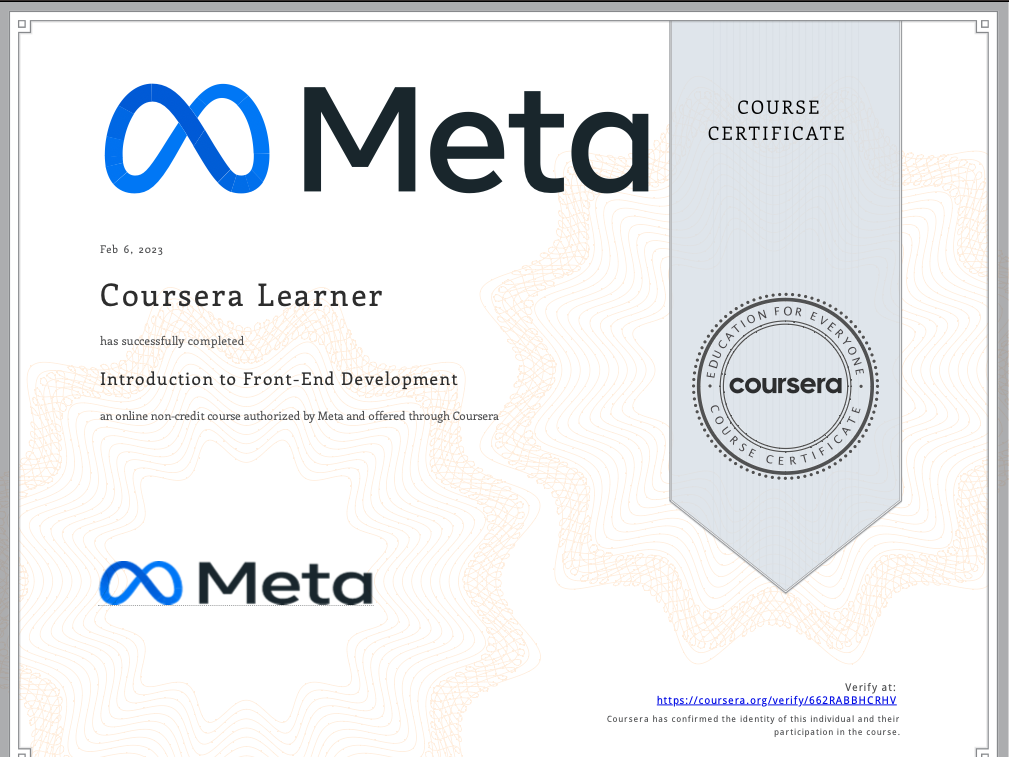 Meta
COURSE
CERTIFICATE
Feb 6, 2023
Coursera Learner
has successfully completed
Introduction to Front-End Development
an online non-credit course authorized by Meta and offered through Coursera
EDUCATION FOR EVERYONE
coursera
COURSE CERTIFICATE
Meta
Verify at:
https://coursera.org/verify/662RABBHCRHV
Coursera has confirmed the identity of this individual and their
participation in the course.